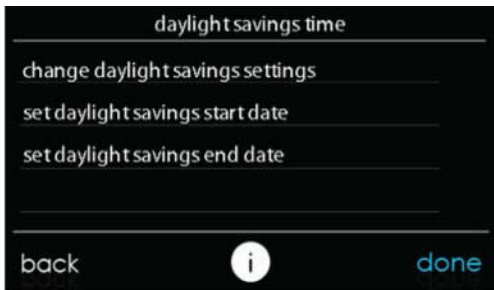 daylight savings time
change daylight savings settings
set daylight savings start date
set daylight savings end date
back i done